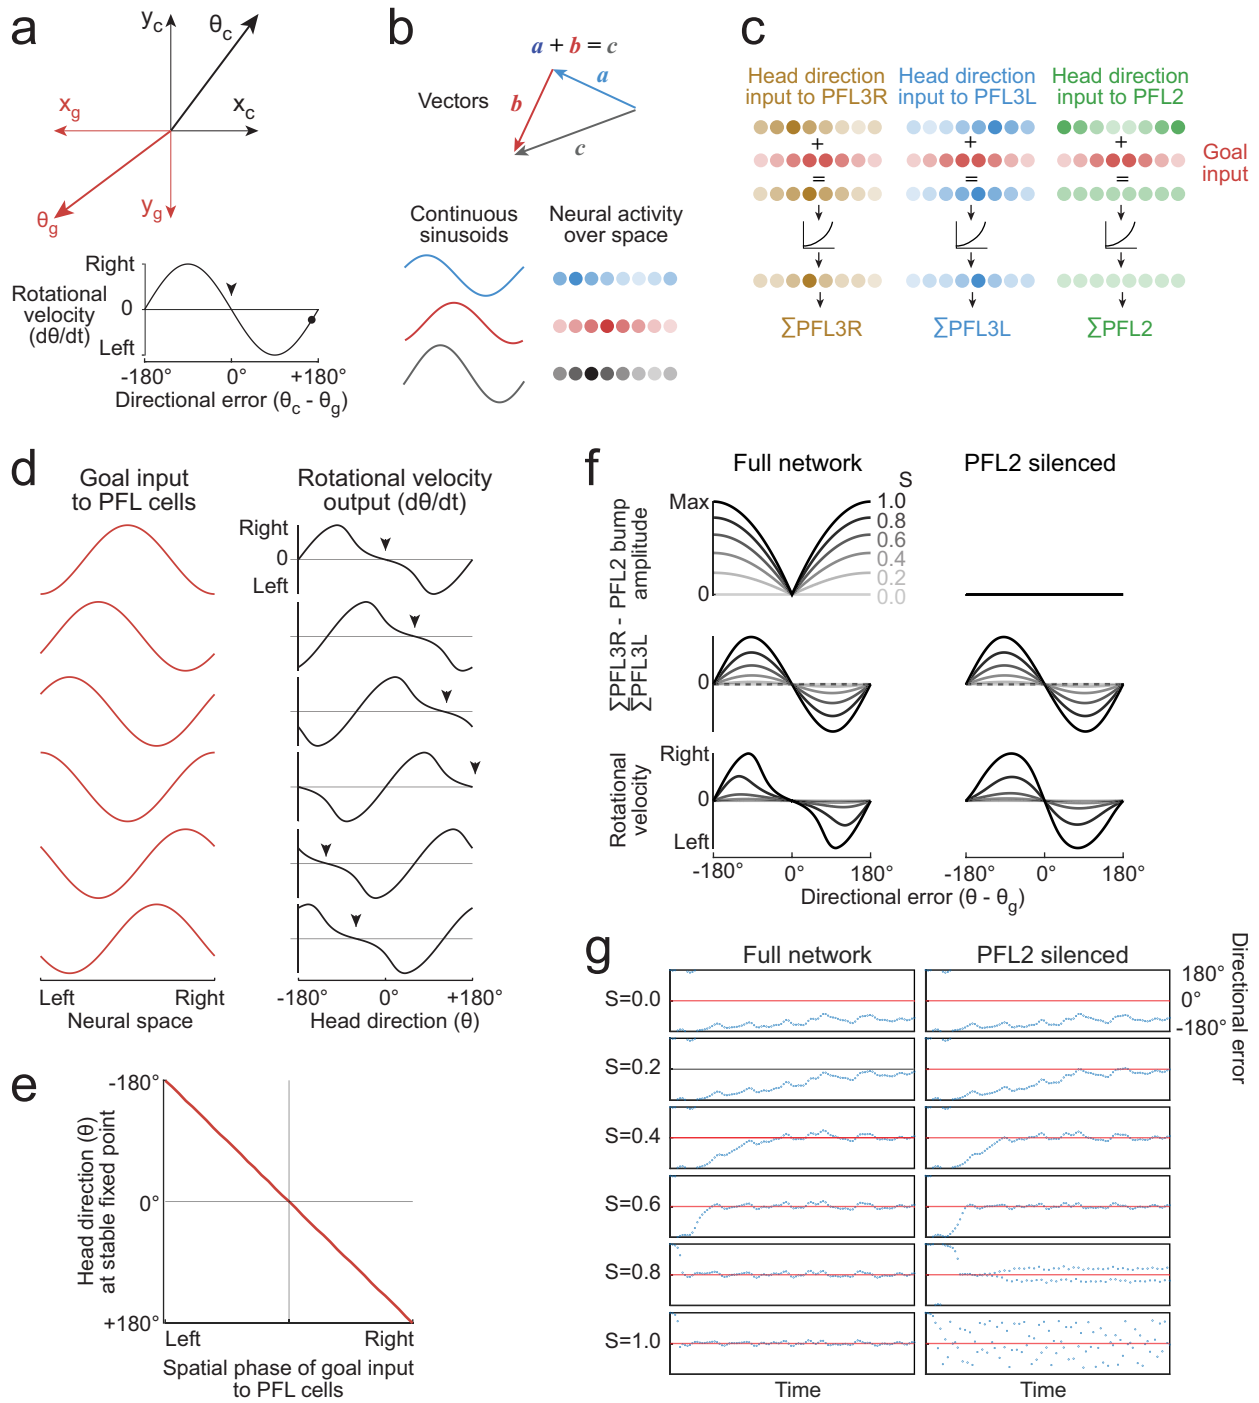 a
y_c
θ_c
x_g
x_c
θ_g
y_g
Right
0
Left
Rotational
velocity
(dθ/dt)
-180°
0°
+180°
Directional error (θ_c - θ_g)
b
a + b = c
Vectors
a
b
c
Continuous
sinusoids
Neural activity
over space
c
Head direction
input to PFL3R
Head direction
input to PFL3L
Head direction
input to PFL2
+
+
+
Goal
input
=
=
=
∑PFL3R
∑PFL3L
∑PFL2
d
Goal input
to PFL cells
Rotational velocity
output (dθ/dt)
Right
0
Left
Left
Right
Neural space
-180°
0°
+180°
Head direction (θ)
e
-180°
0°
+180°
Head direction (θ)
at stable fixed point
Left
Right
Spatial phase of goal input
to PFL cells
f
Full network
PFL2 silenced
S
Max
0
1.0
0.8
0.6
0.4
0.2
0.0
PFL2 bump
amplitude
∑PFL3R -
∑PFL3L
0
0
Rotational
velocity
Right
0
Left
-180°
0°
180°
-180°
0°
180°
Directional error (θ - θ_g)
g
Full network
PFL2 silenced
S=0.0
S=0.2
S=0.4
S=0.6
S=0.8
S=1.0
180°
0°
-180°
Directional error
Time
Time